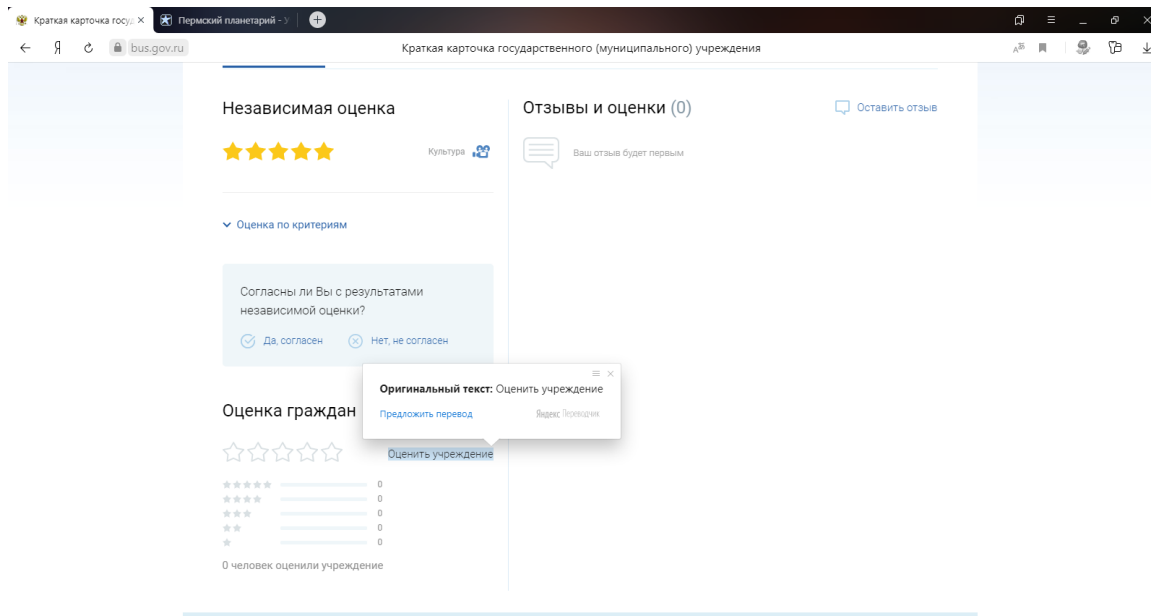 Краткая карточка госуд
Пермский планетарий - У
bus.gov.ru
Краткая карточка государственного (муниципального) учреждения
Независимая оценка
Культура
Оценка по критериям
Согласны ли Вы с результатами
независимой оценки?
Да, согласен
Нет, не согласен
Оригинальный текст: Оценить учреждение
Предложить перевод
Яндекс Переводчик
Оценка граждан
Оценить учреждение
0
0
0
0
0
0 человек оценили учреждение
Отзывы и оценки (0)
Оставить отзыв
Ваш отзыв будет первым